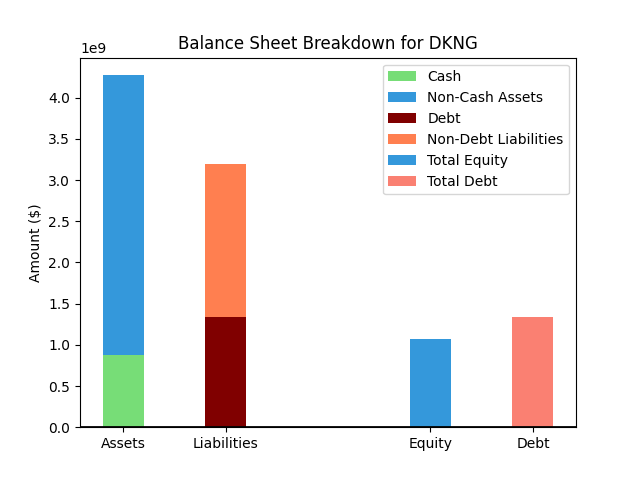 Balance Sheet Breakdown for DKNG
1e9
Cash
Non-Cash Assets
Debt
Non-Debt Liabilities
Total Equity
Total Debt
4.0
3.5
3.0
2.5
2.0
1.5
1.0
0.5
0.0
Amount ($)
Assets Liabilities Equity Debt